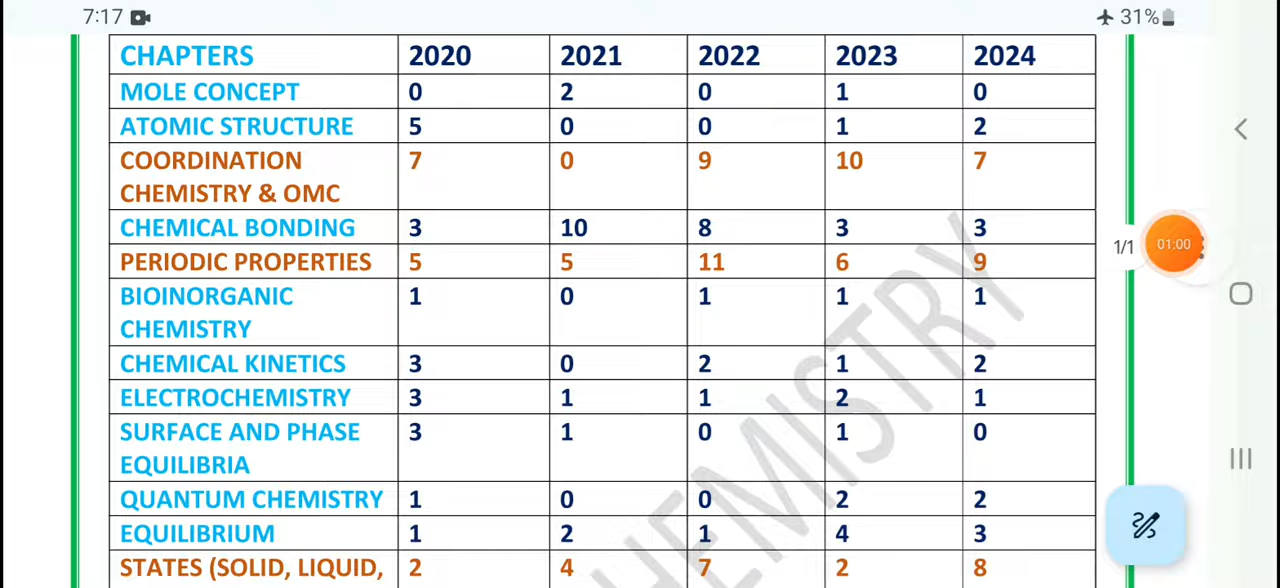 7:17 31%
CHAPTERS 2020 2021 2022 2023 2024
MOLE CONCEPT 0 2 0 1 0
ATOMIC STRUCTURE 5 0 0 1 2
COORDINATION 7 0 9 10 7
CHEMISTRY & OMC
CHEMICAL BONDING 3 10 8 3 3
PERIODIC PROPERTIES 5 5 11 6 9
BIOINORGANIC 1 0 1 1 1
CHEMISTRY
CHEMICAL KINETICS 3 0 2 1 2
ELECTROCHEMISTRY 3 1 1 2 1
SURFACE AND PHASE 3 1 0 1 0
EQUILIBRIA
QUANTUM CHEMISTRY 1 0 0 2 2
EQUILIBRIUM 1 2 1 4 3
STATES (SOLID, LIQUID, 2 4 7 2 8
1/1
01:00
CHEMISTRY